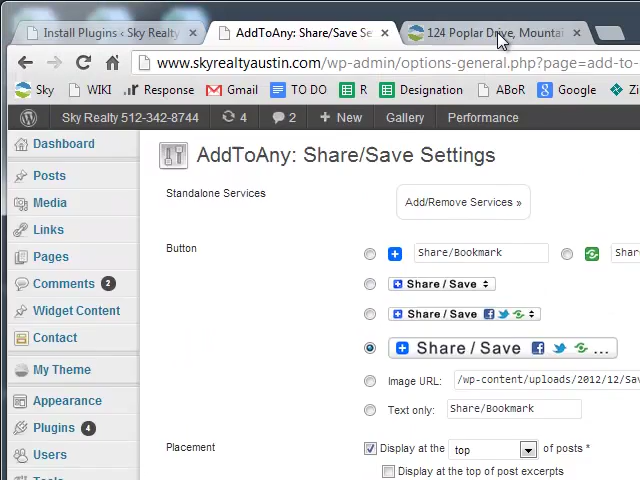 Install Plugins ‹ Sky Realty
AddToAny: Share/Save Se
124 Poplar Drive, Mountai
www.skyrealtyaustin.com/wp-admin/options-general.php?page=add-to-
Sky WIKI Response Gmail TO DO R Designation ABoR Google Zi
Sky Realty 512-342-8744 4 2 + New Gallery Performance
Dashboard
Posts
Media
Links
Pages
Comments 2
Widget Content
Contact
My Theme
Appearance
Plugins 4
Users
AddToAny: Share/Save Settings
Standalone Services
Add/Remove Services »
Button
Share/Bookmark
Shar
Share / Save
Share / Save
Share / Save ...
Image URL: /wp-content/uploads/2012/12/Sav
Text only: Share/Bookmark
Placement
Display at the top of posts *
Display at the top of post excerpts